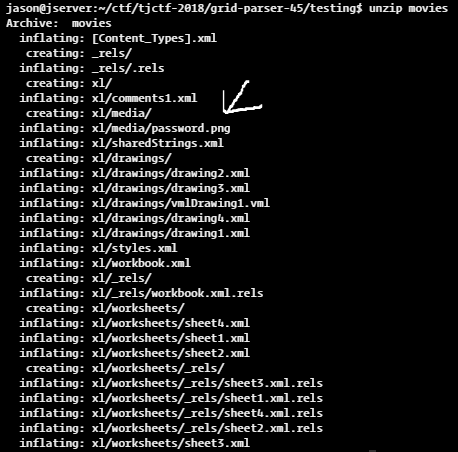 jason@jserver:~/ctf/tjctf-2018/grid-parser-45/testing$ unzip movies
Archive:  movies
  inflating: [Content_Types].xml
   creating: _rels/
  inflating: _rels/.rels
   creating: xl/
  inflating: xl/comments1.xml
   creating: xl/media/
  inflating: xl/media/password.png
  inflating: xl/sharedStrings.xml
   creating: xl/drawings/
  inflating: xl/drawings/drawing2.xml
  inflating: xl/drawings/drawing3.xml
  inflating: xl/drawings/vmlDrawing1.vml
  inflating: xl/drawings/drawing4.xml
  inflating: xl/drawings/drawing1.xml
  inflating: xl/styles.xml
  inflating: xl/workbook.xml
   creating: xl/_rels/
  inflating: xl/_rels/workbook.xml.rels
   creating: xl/worksheets/
  inflating: xl/worksheets/sheet4.xml
  inflating: xl/worksheets/sheet1.xml
  inflating: xl/worksheets/sheet2.xml
   creating: xl/worksheets/_rels/
  inflating: xl/worksheets/_rels/sheet3.xml.rels
  inflating: xl/worksheets/_rels/sheet1.xml.rels
  inflating: xl/worksheets/_rels/sheet4.xml.rels
  inflating: xl/worksheets/_rels/sheet2.xml.rels
  inflating: xl/worksheets/sheet3.xml